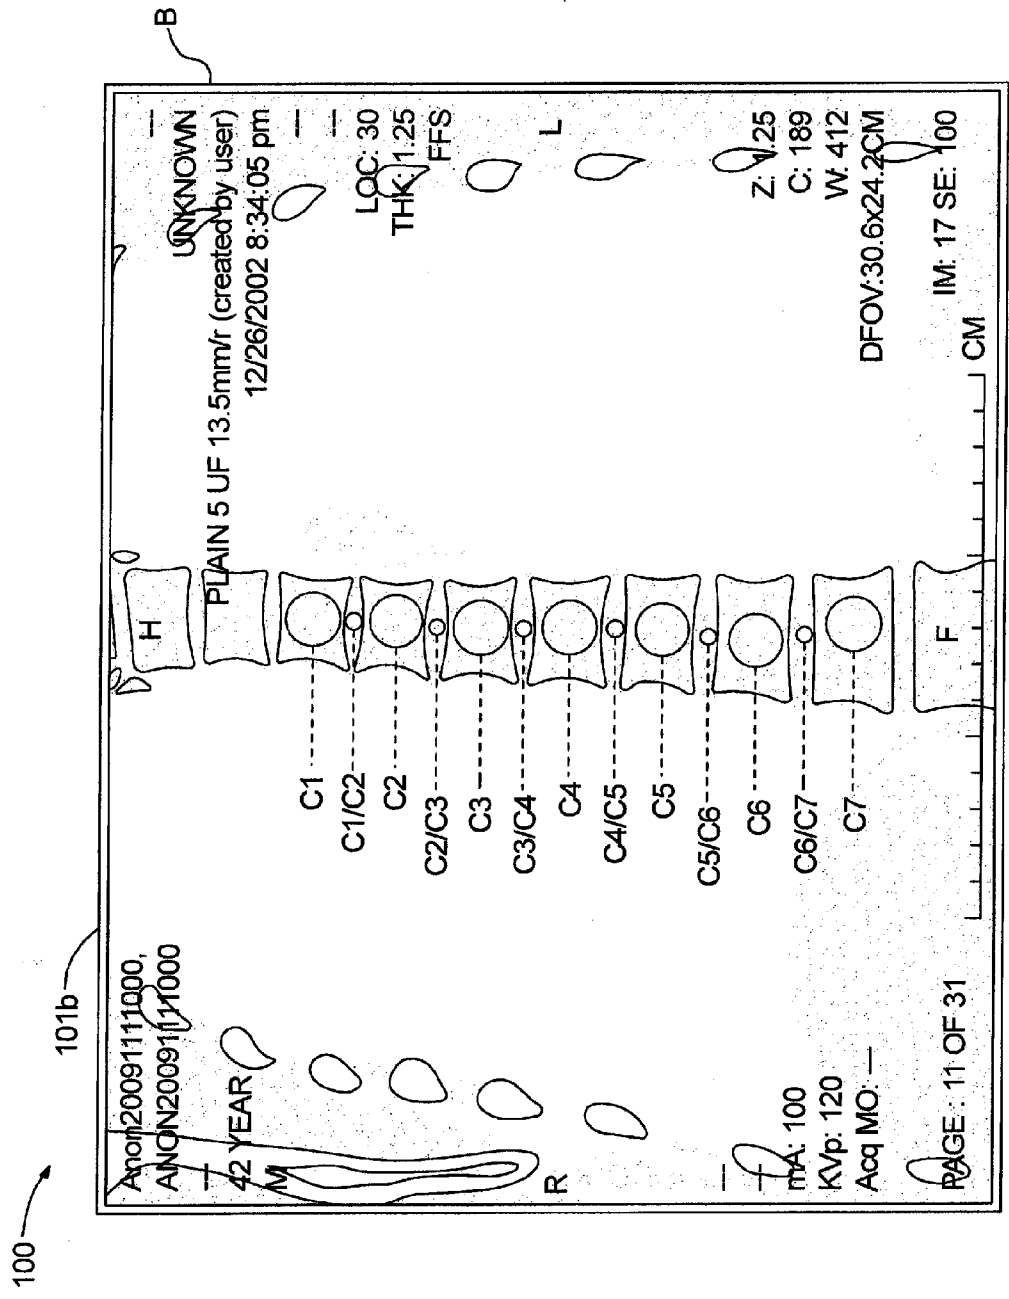 100
101b
B
Anon20091111000,
ANON20091111000
—
42 YEAR
M
R
—
—
mA: 100
KVp: 120
Acq MO: —
PAGE : 11 OF 31
H
C1
C1/C2
C2
C2/C3
C3
C3/C4
C4
C4/C5
C5
C5/C6
C6
C6/C7
C7
F
—
UNKNOWN
PLAIN 5 UF 13.5mm/r (created by user)
12/26/2002 8:34:05 pm
—
—
LOC: 30
THK: 1.25
FFS
L
Z: 1.25
C: 189
W: 412
DFOV:30.6x24.2CM
IM: 17 SE: 100
CM